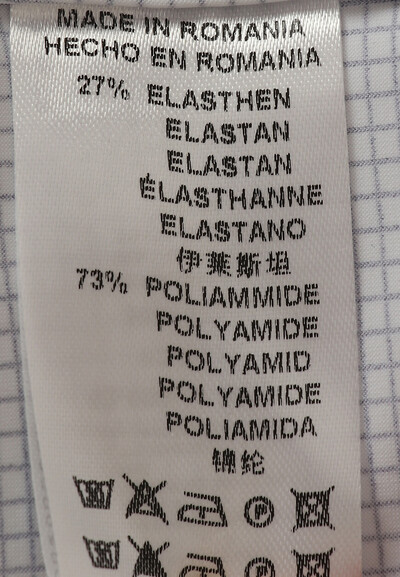 MADE IN ROMANIA
HECHO EN ROMANIA
27% ELASTHEN
ELASTAN
ELASTAN
ÉLASTHANNE
ELASTANO
伊莱斯坦
73% POLIAMMIDE
POLYAMIDE
POLYAMID
POLYAMIDE
POLIAMIDA
锦纶